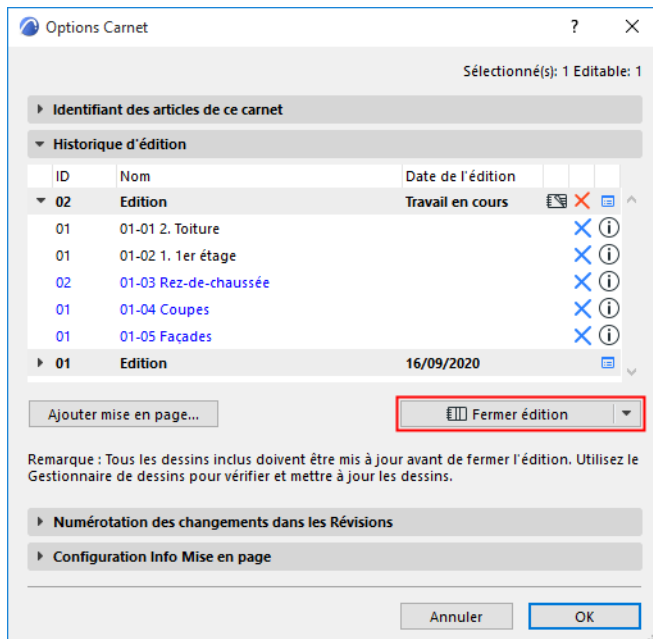 Options Carnet ? X
Sélectionné(s): 1 Editable: 1
Identifiant des articles de ce carnet
Historique d'édition
ID Nom Date de l'édition
02 Edition Travail en cours
01 01-01 2. Toiture
01 01-02 1. 1er étage
02 01-03 Rez-de-chaussée
01 01-04 Coupes
01 01-05 Façades
01 Edition 16/09/2020
Ajouter mise en page... Fermer édition
Remarque : Tous les dessins inclus doivent être mis à jour avant de fermer l'édition. Utilisez le
Gestionnaire de dessins pour vérifier et mettre à jour les dessins.
Numérotation des changements dans les Révisions
Configuration Info Mise en page
Annuler OK